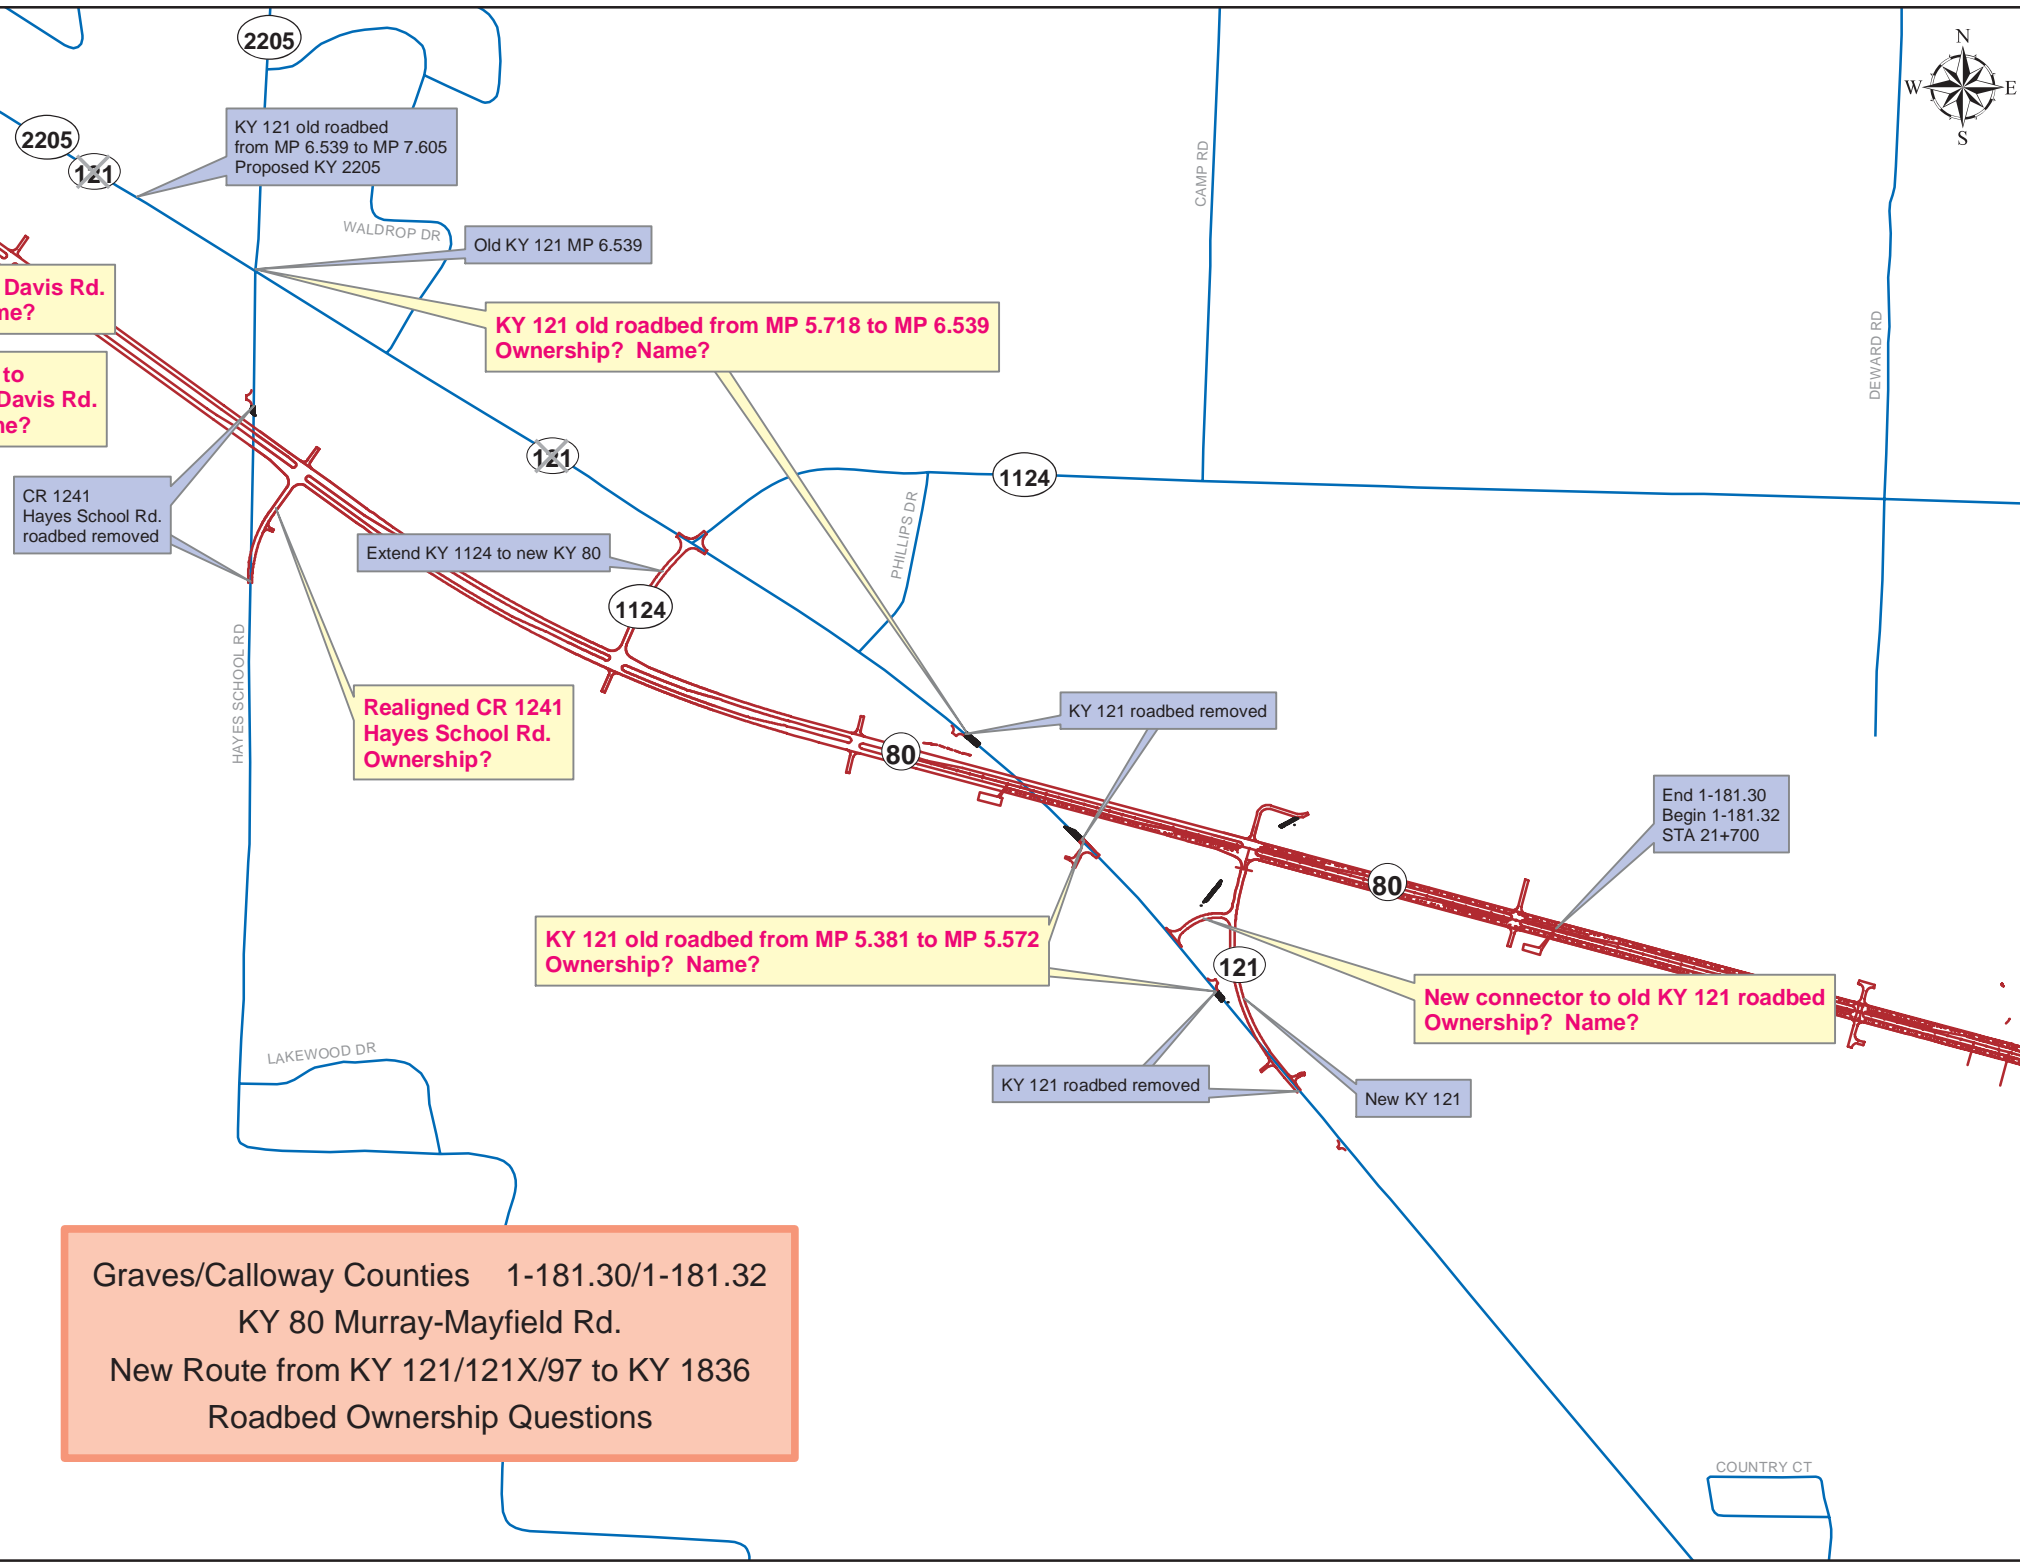 2205
N
W
E
S
KY 121 old roadbed
from MP 6.539 to MP 7.605
Proposed KY 2205
2205
121
CAMP RD
WALDROP DR
Old KY 121 MP 6.539
Davis Rd.
me?
KY 121 old roadbed from MP 5.718 to MP 6.539
Ownership?  Name?
DEWARD RD
to
Davis Rd.
ne?
121
1124
CR 1241
Hayes School Rd.
roadbed removed
PHILLIPS DR
Extend KY 1124 to new KY 80
1124
HAYES SCHOOL RD
Realigned CR 1241
Hayes School Rd.
Ownership?
KY 121 roadbed removed
80
End 1-181.30
Begin 1-181.32
STA 21+700
80
KY 121 old roadbed from MP 5.381 to MP 5.572
Ownership?  Name?
121
New connector to old KY 121 roadbed
Ownership?  Name?
LAKEWOOD DR
KY 121 roadbed removed
New KY 121
Graves/Calloway Counties    1-181.30/1-181.32
KY 80 Murray-Mayfield Rd.
New Route from KY 121/121X/97 to KY 1836
Roadbed Ownership Questions
COUNTRY CT